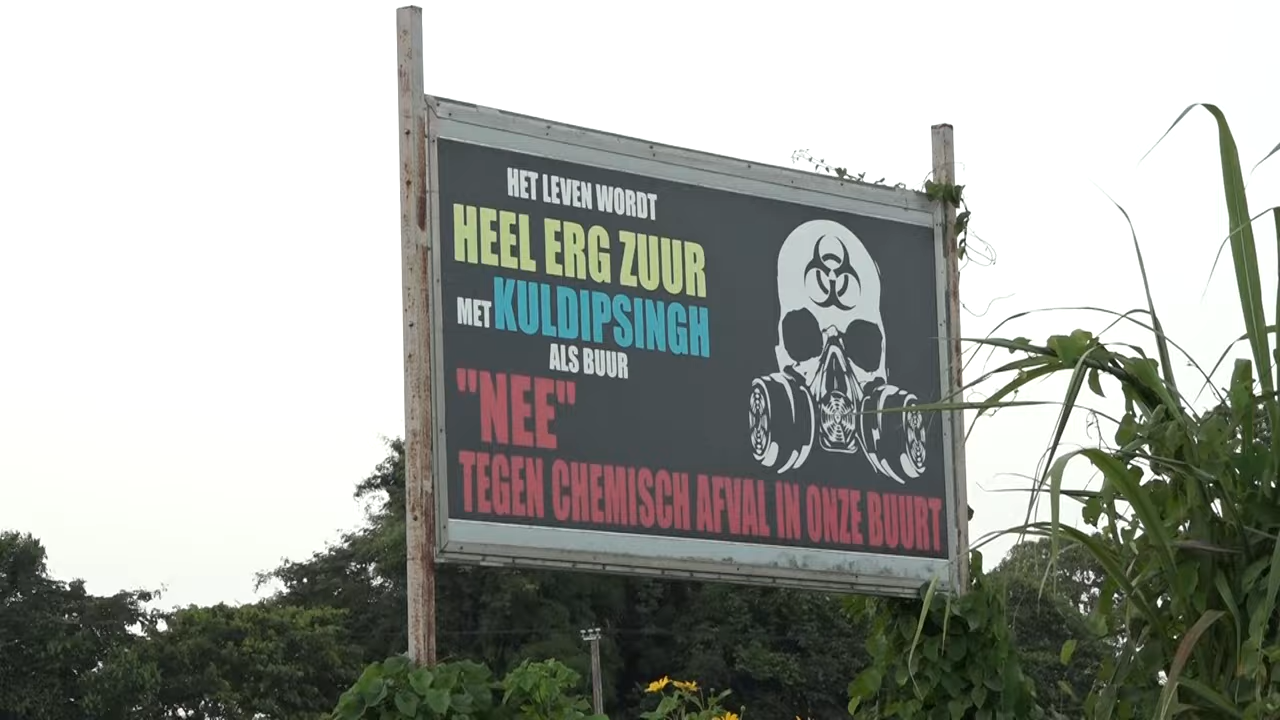 HET LEVEN WORDT
HEEL ERG ZUUR
MET KULDIPSINGH
ALS BUUR
"NEE"
TEGEN CHEMISCH AFVAL IN ONZE BUURT